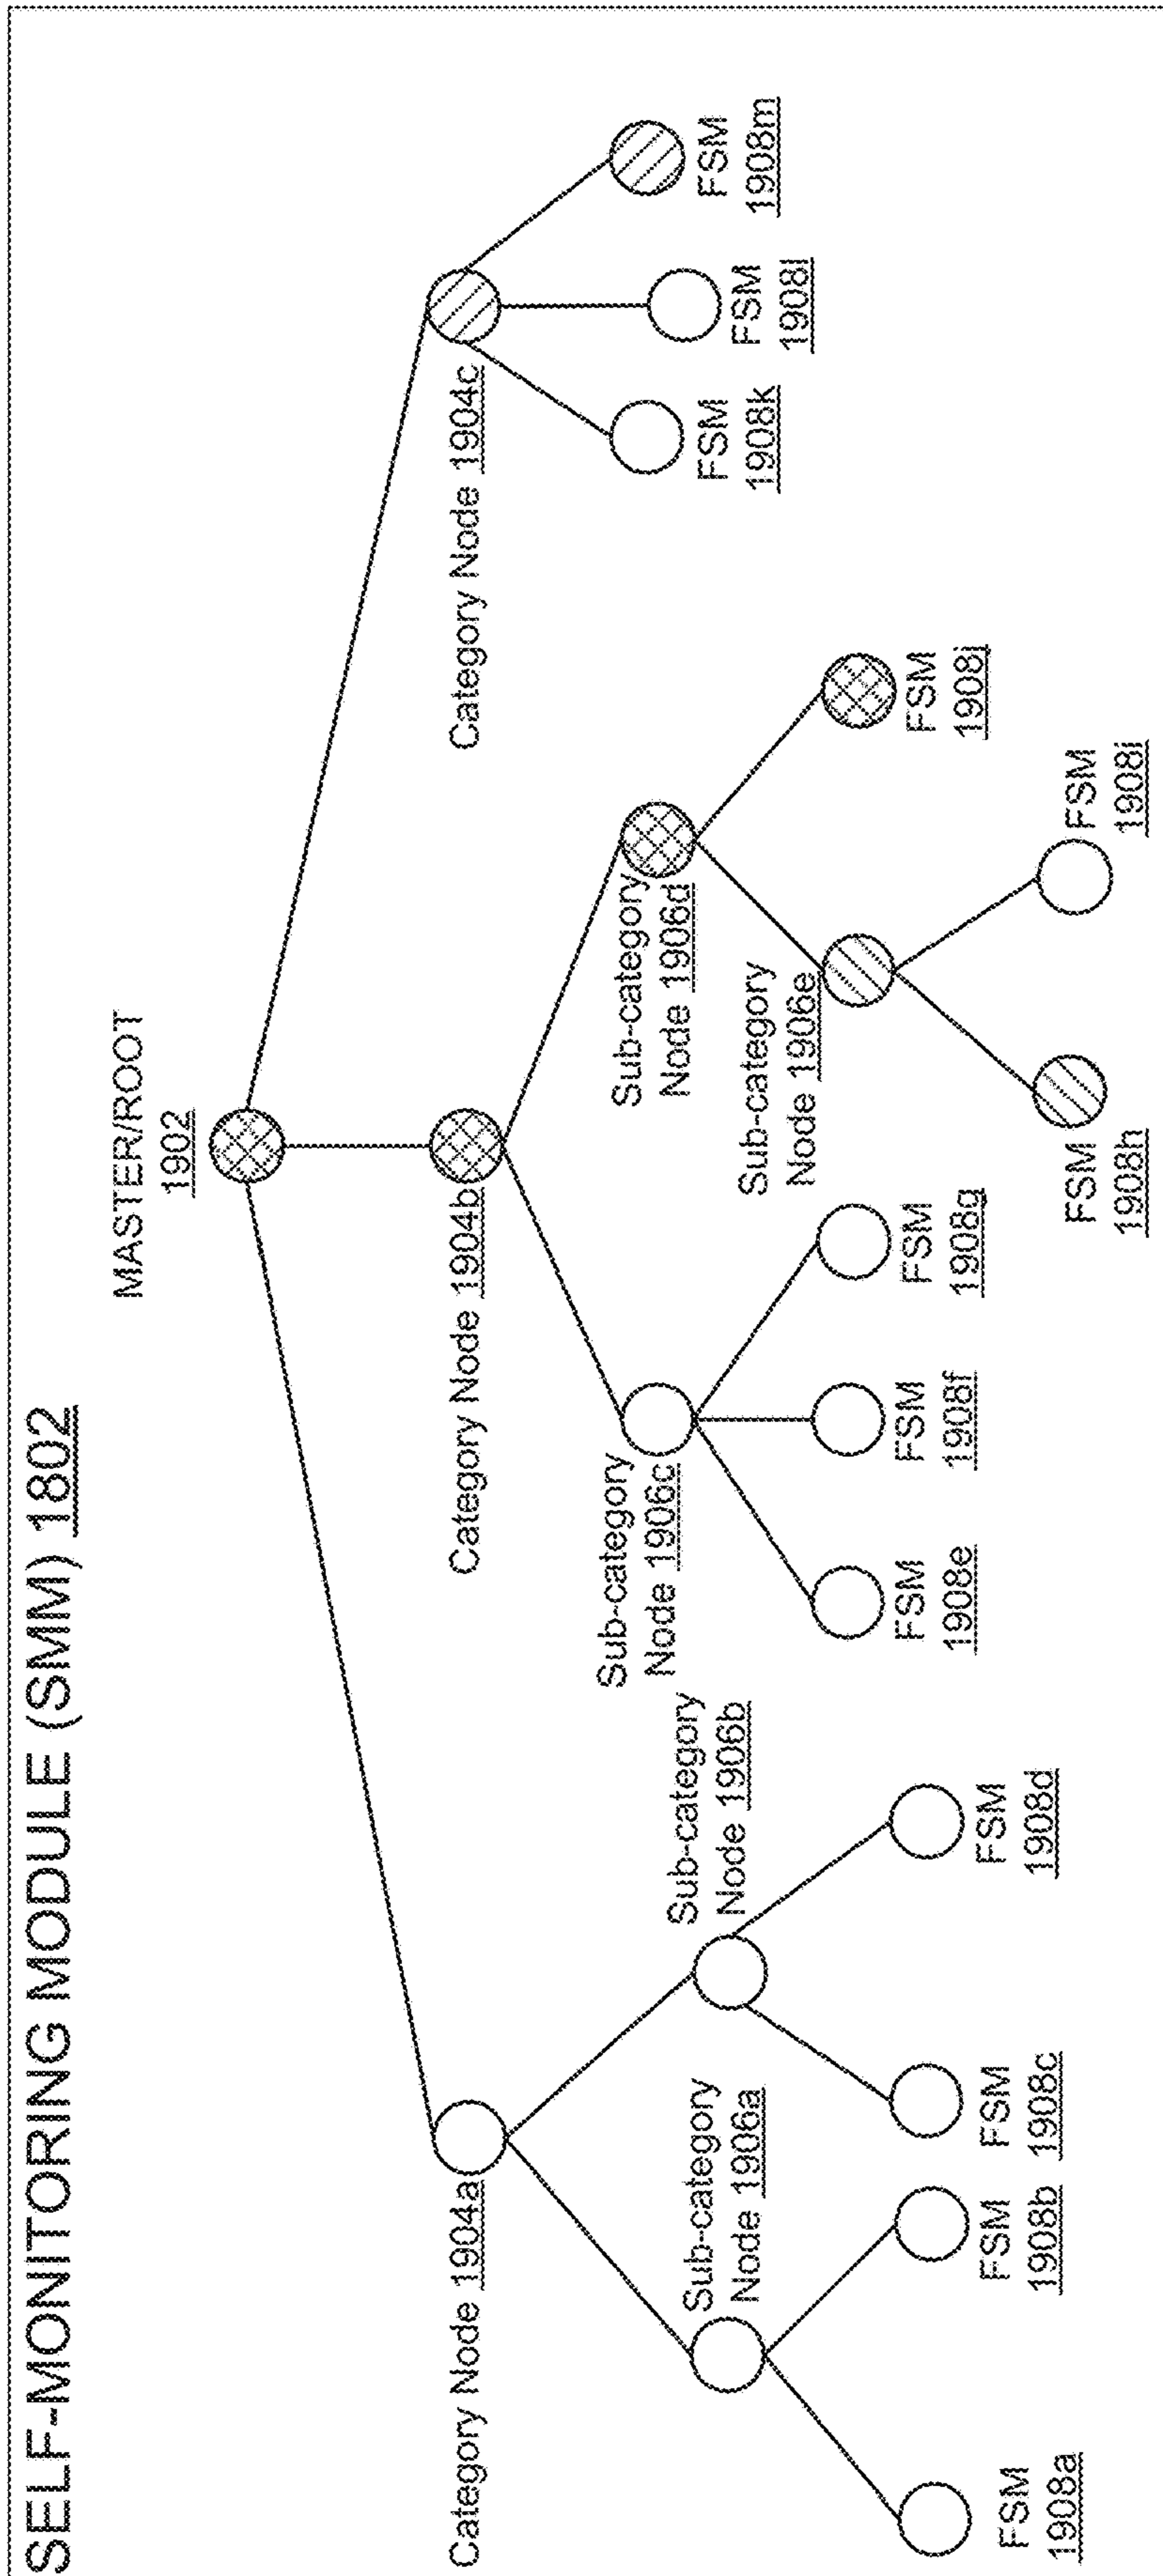 SELF-MONITORING MODULE (SMM) 1802
MASTER/ROOT
1902
Category Node 1904a
Category Node 1904b
Category Node 1904c
Sub-category
Node 1906a
Sub-category
Node 1906b
Sub-category
Node 1906c
Sub-category
Node 1906d
Sub-category
Node 1906e
FSM
1908a
FSM
1908b
FSM
1908c
FSM
1908d
FSM
1908e
FSM
1908f
FSM
1908g
FSM
1908h
FSM
1908i
FSM
1908j
FSM
1908k
FSM
1908l
FSM
1908m